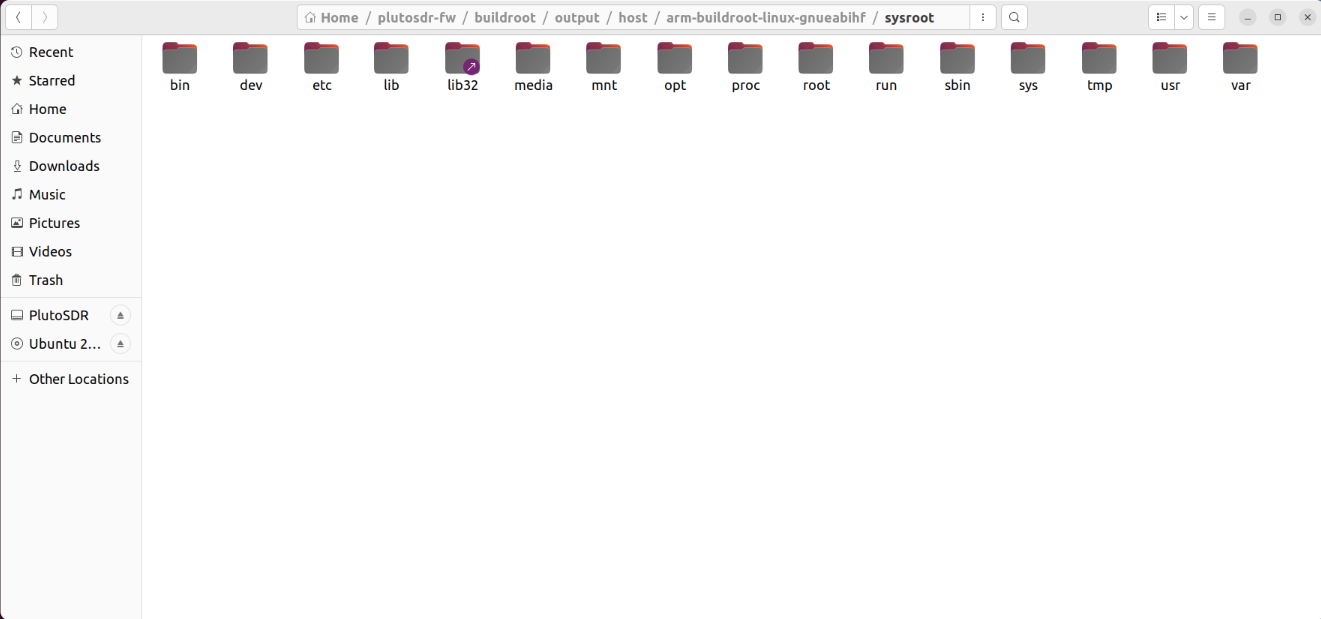 Home / plutosdr-fw / buildroot / output / host / arm-buildroot-linux-gnueabihf / sysroot
Recent
Starred
Home
Documents
Downloads
Music
Pictures
Videos
Trash
PlutoSDR
Ubuntu 2...
Other Locations
bin dev etc lib lib32 media mnt opt proc root run sbin sys tmp usr var